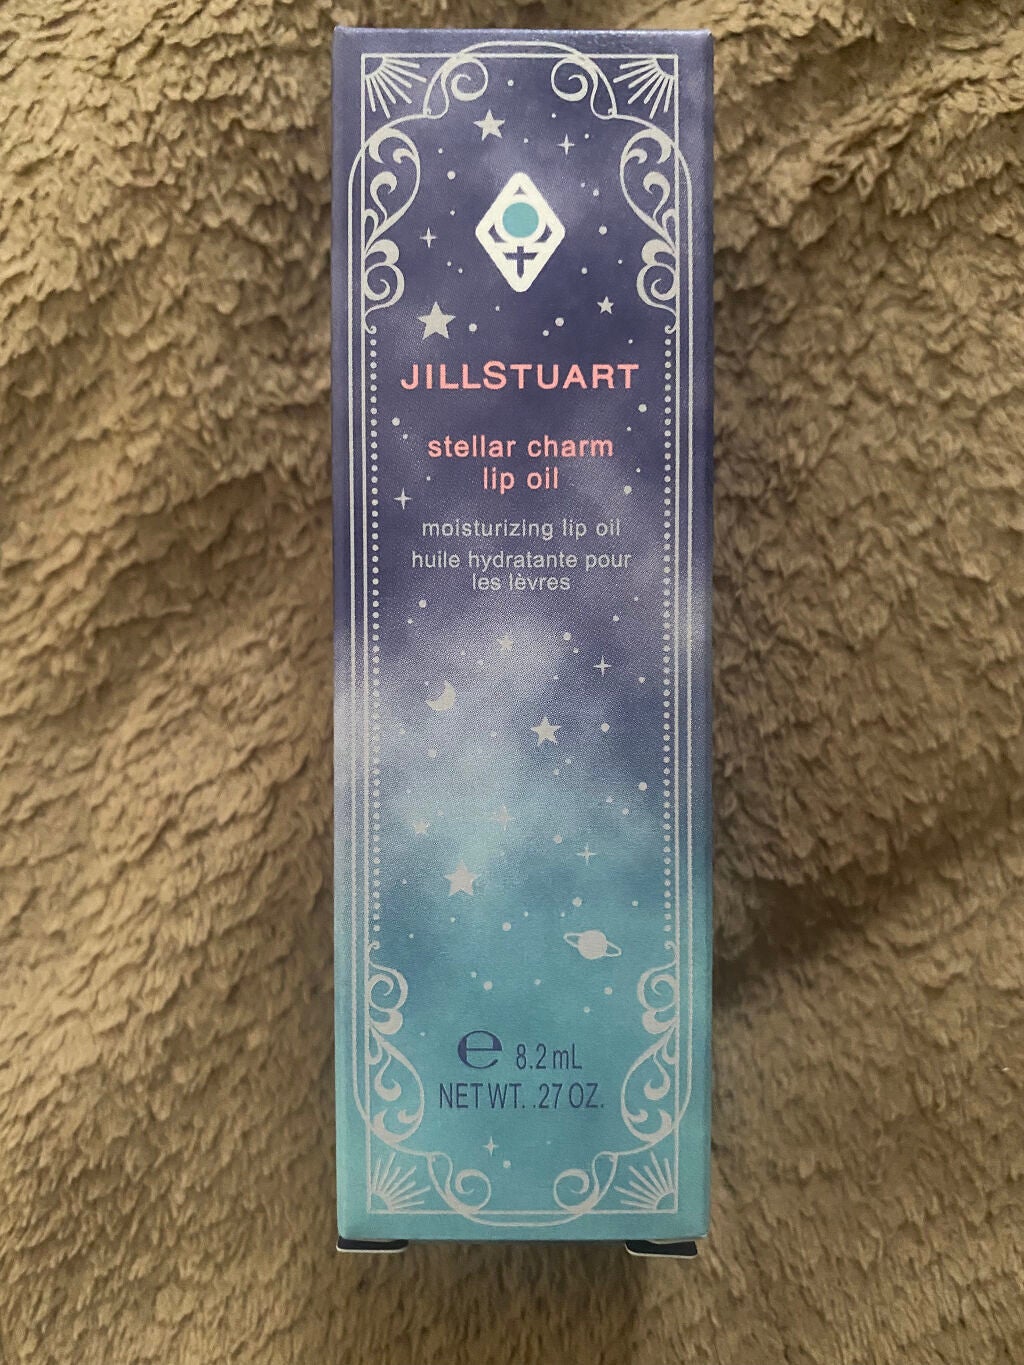 JILLSTUART
stellar charm
lip oil
moisturizing lip oil
huile hydratante pour
les lèvres
℮ 8.2mL
NET WT. .27 OZ.